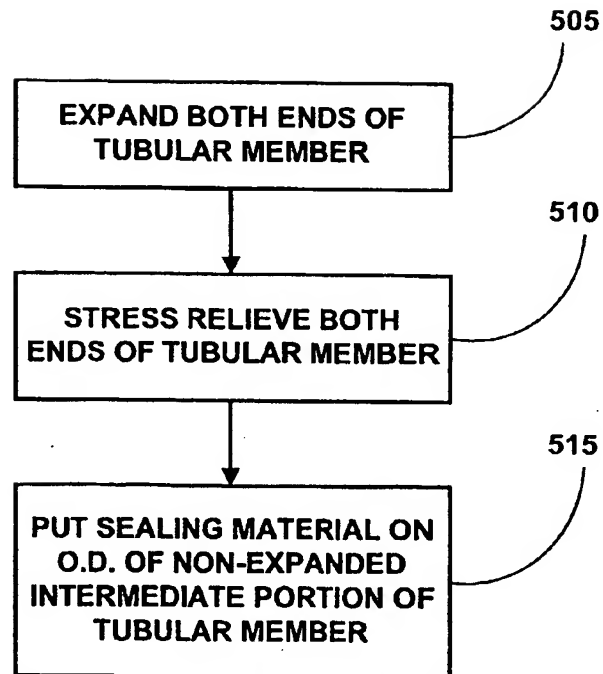 505
EXPAND BOTH ENDS OF
TUBULAR MEMBER
510
STRESS RELIEVE BOTH
ENDS OF TUBULAR MEMBER
515
PUT SEALING MATERIAL ON
O.D. OF NON-EXPANDED
INTERMEDIATE PORTION OF
TUBULAR MEMBER